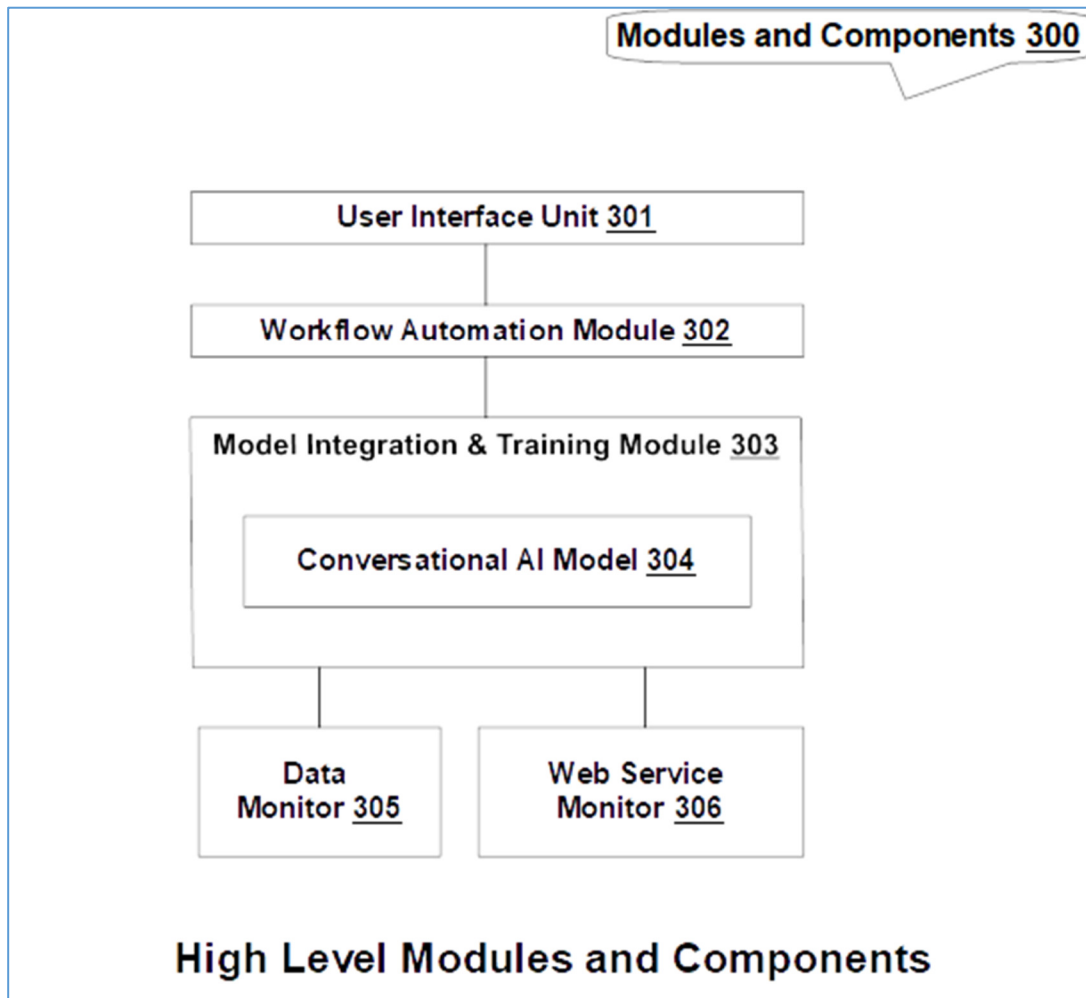 Modules and Components 300
User Interface Unit 301
Workflow Automation Module 302
Model Integration & Training Module 303
Conversational AI Model 304
Data
Monitor 305
Web Service
Monitor 306
High Level Modules and Components